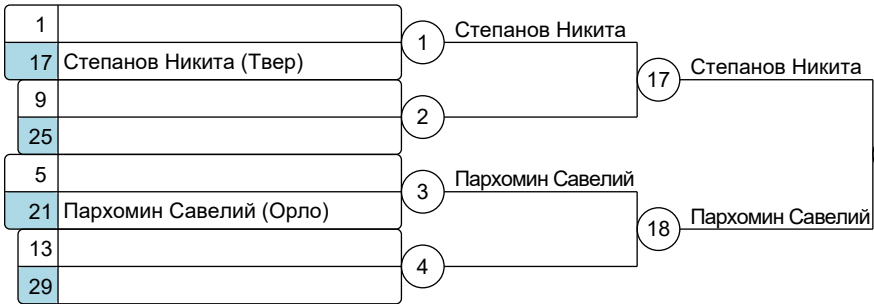 1
17 Степанов Никита (Твер)
9
25
5
21 Пархомин Савелий (Орло)
13
29
1 Степанов Никита
2
3 Пархомин Савелий
4
17 Степанов Никита
18 Пархомин Савелий